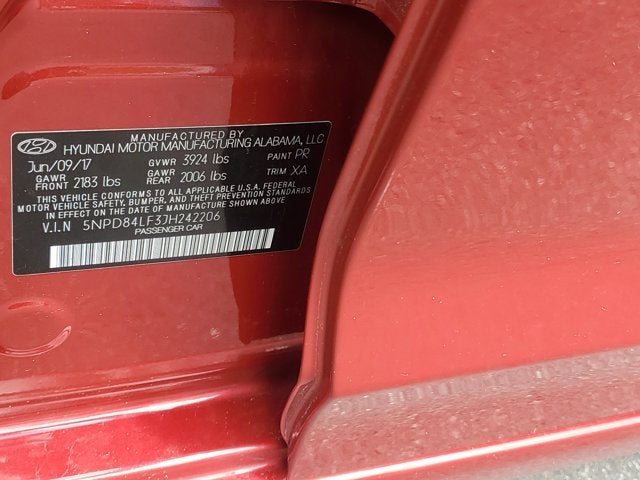 MANUFACTURED BY
HYUNDAI MOTOR MANUFACTURING ALABAMA, LLC
Jun/09/17 GVWR 3924 lbs PAINT PR
GAWR FRONT 2183 lbs GAWR REAR 2006 lbs TRIM XA
THIS VEHICLE CONFORMS TO ALL APPLICABLE U.S.A. FEDERAL
MOTOR VEHICLE SAFETY, BUMPER, AND THEFT PREVENTION STANDARDS
IN EFFECT ON THE DATE OF MANUFACTURE SHOWN ABOVE.
V.I.N 5NPD84LF3JH242206
PASSENGER CAR